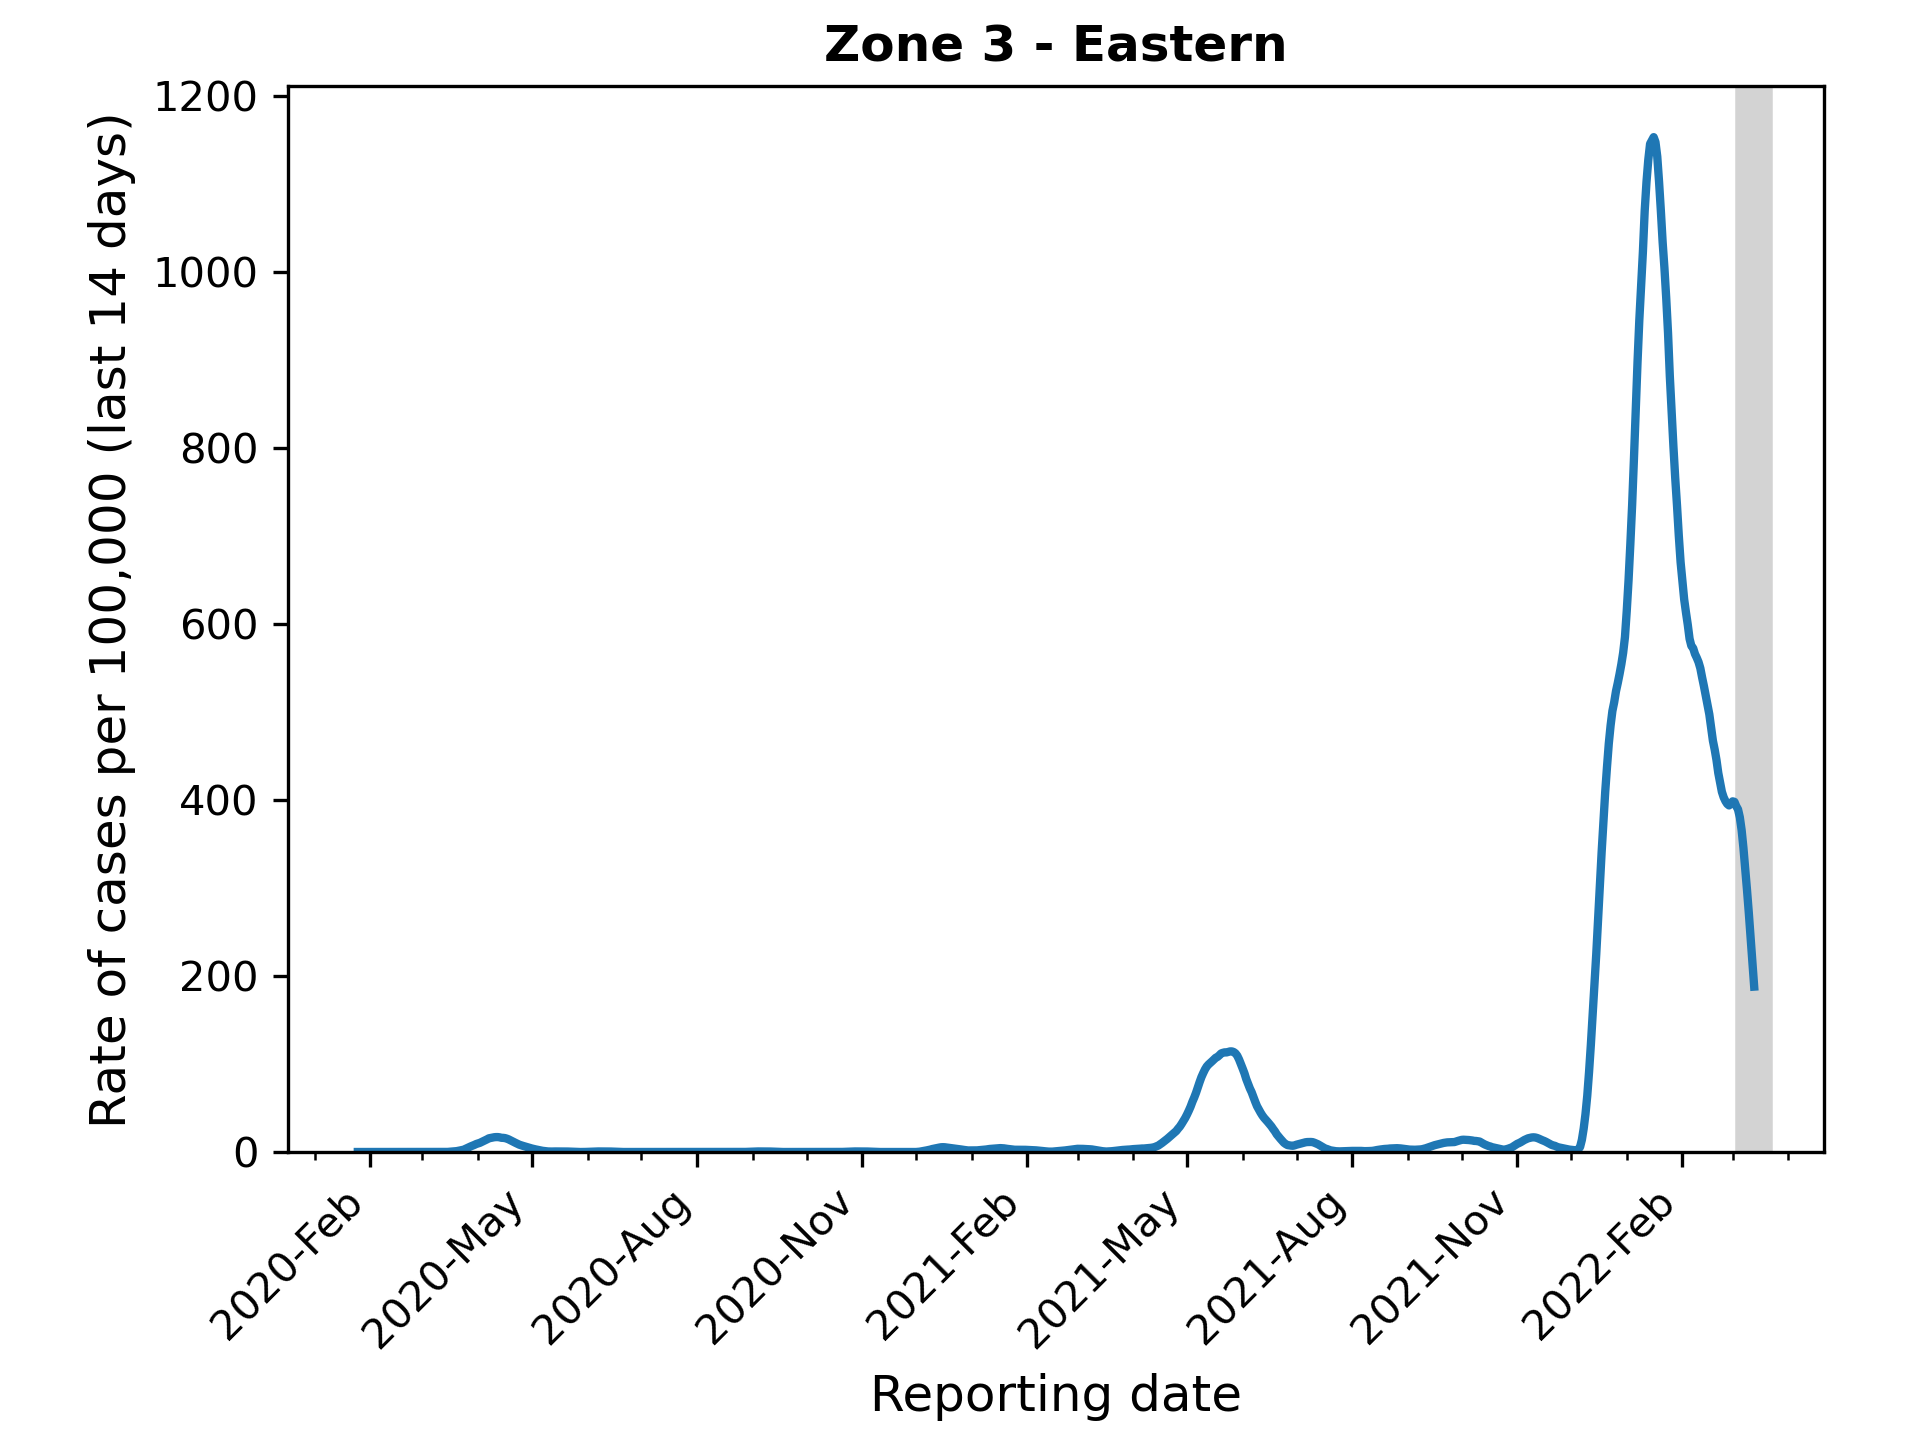 Zone 3 - Eastern
Rate of cases per 100,000 (last 14 days)
1200
1000
800
600
400
200
0
2020-Feb
2020-May
2020-Aug
2020-Nov
2021-Feb
2021-May
2021-Aug
2021-Nov
2022-Feb
Reporting date